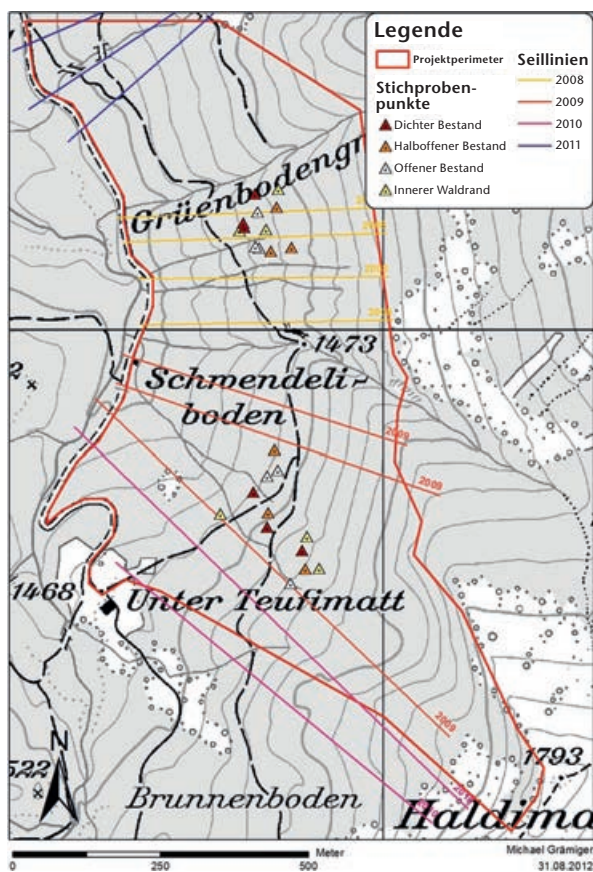 Legende
Projektperimeter
Stichproben-
punkte
Dichter Bestand
Halboffener Bestand
Offener Bestand
Innerer Waldrand
Seillinien
2008
2009
2010
2011
Grüenbodengr
1473
Schmendeli-
boden
2009
2009
1468
Unter Teufimatt
2009
1793
N
522
Brunnenboden
Haldima
0 250 500 Meter
Michael Grämiger
31.08.2012